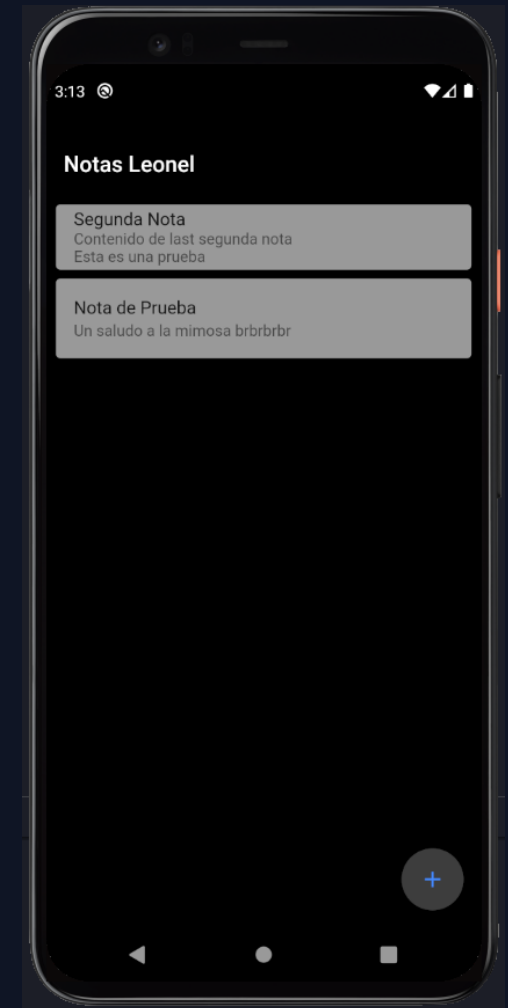 3:13
Notas Leonel
Segunda Nota
Contenido de last segunda nota
Esta es una prueba
Nota de Prueba
Un saludo a la mimosa brbrbrbr
+